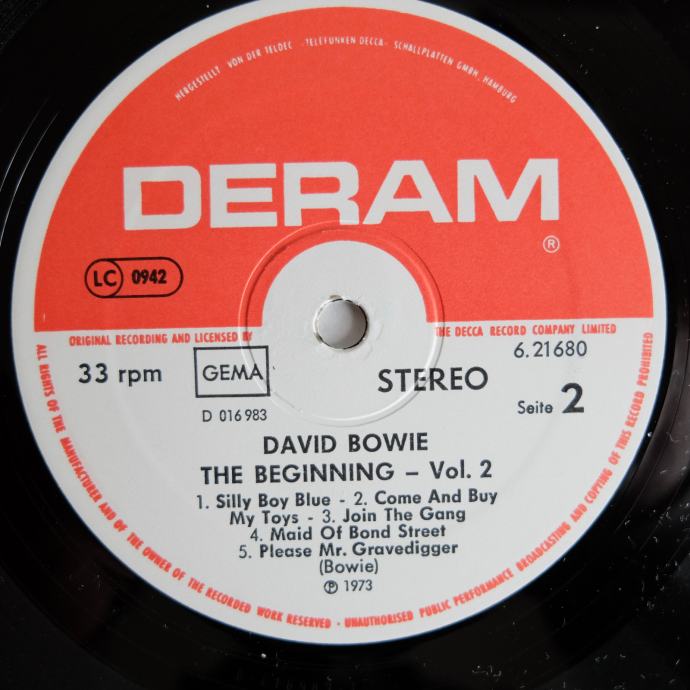 HERGESTELLT VON DER TELDEC »TELEFUNKEN DECCA« SCHALLPLATTEN GMBH, HAMBURG
DERAM
®
LC 0942
ORIGINAL RECORDING AND LICENSED BY THE DECCA RECORD COMPANY LIMITED
33 rpm
GEMA
STEREO
6.21680
D 016 983
Seite 2
DAVID BOWIE
THE BEGINNING – Vol. 2
1. Silly Boy Blue - 2. Come And Buy
My Toys - 3. Join The Gang
4. Maid Of Bond Street
5. Please Mr. Gravedigger
(Bowie)
℗ 1973
ALL RIGHTS OF THE MANUFACTURER AND OF THE OWNER OF THE RECORDED WORK RESERVED · UNAUTHORISED PUBLIC PERFORMANCE BROADCASTING AND COPYING OF THIS RECORD PROHIBITED